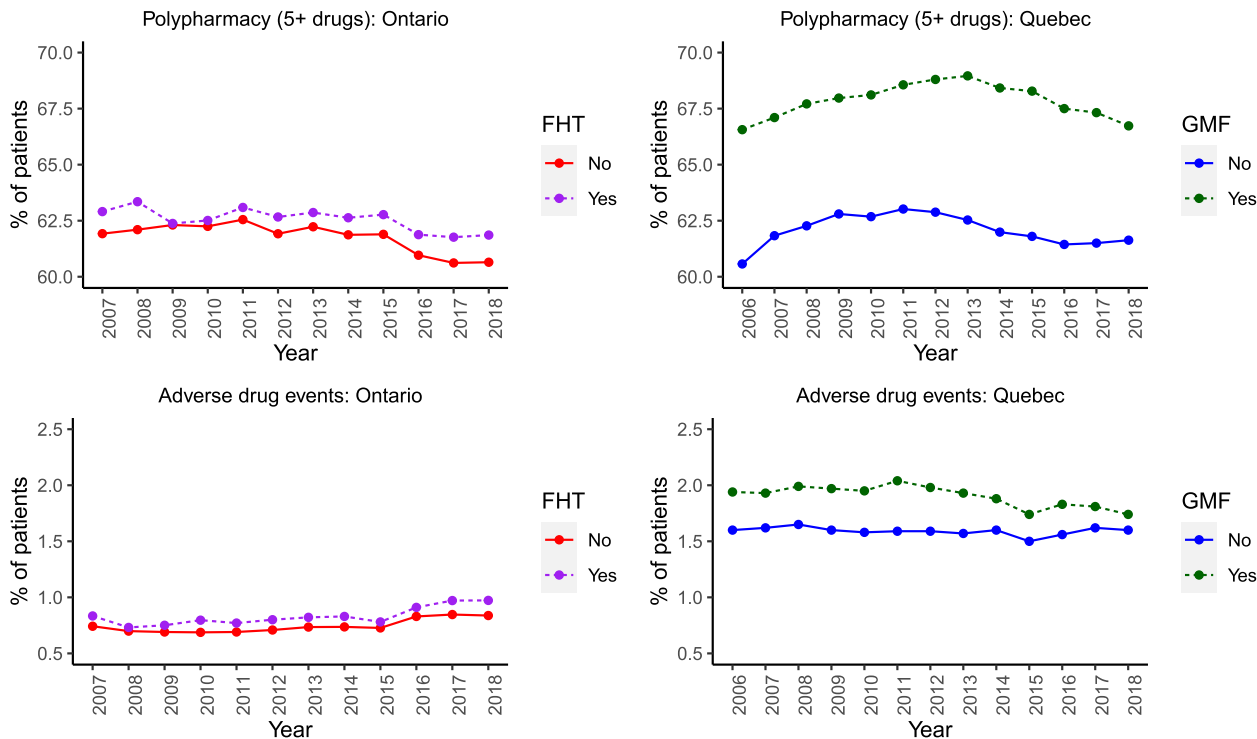 Polypharmacy (5+ drugs): Ontario
70.0
67.5
65.0
62.5
60.0
% of patients
2007
2008
2009
2010
2011
2012
2013
2014
2015
2016
2017
2018
Year
FHT
No
Yes
Polypharmacy (5+ drugs): Quebec
70.0
67.5
65.0
62.5
60.0
% of patients
2006
2007
2008
2009
2010
2011
2012
2013
2014
2015
2016
2017
2018
Year
GMF
No
Yes
Adverse drug events: Ontario
2.5
2.0
1.5
1.0
0.5
% of patients
2007
2008
2009
2010
2011
2012
2013
2014
2015
2016
2017
2018
Year
FHT
No
Yes
Adverse drug events: Quebec
2.5
2.0
1.5
1.0
0.5
% of patients
2006
2007
2008
2009
2010
2011
2012
2013
2014
2015
2016
2017
2018
Year
GMF
No
Yes